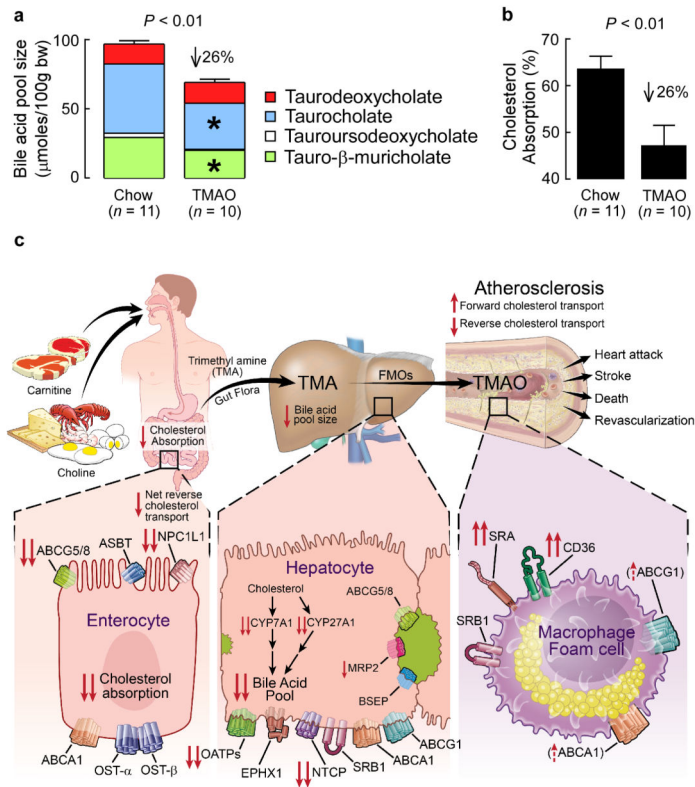 a
P < 0.01
Bile acid pool size
(μmoles/100g bw)
100
50
0
↓26%
*
*
Chow
(n = 11)
TMAO
(n = 10)
Taurodeoxycholate
Taurocholate
Tauroursodeoxycholate
Tauro-β-muricholate
b
P < 0.01
Cholesterol
Absorption (%)
70
60
50
40
↓26%
Chow
(n = 11)
TMAO
(n = 10)
c
Carnitine
Choline
Cholesterol
Absorption
Net reverse
cholesterol
transport
Trimethyl amine
(TMA)
Gut Flora
TMA
FMOs
Bile acid
pool size
Atherosclerosis
Forward cholesterol transport
Reverse cholesterol transport
TMAO
Heart attack
Stroke
Death
Revascularization
ABCG5/8
ASBT
NPC1L1
Enterocyte
Cholesterol
absorption
ABCA1
OST-α
OST-β
Hepatocyte
Cholesterol
CYP7A1
CYP27A1
Bile Acid
Pool
ABCG5/8
MRP2
BSEP
OATPs
EPHX1
NTCP
SRB1
ABCA1
ABCG1
SRA
CD36
(↑ABCG1)
SRB1
Macrophage
Foam cell
(↑ABCA1)